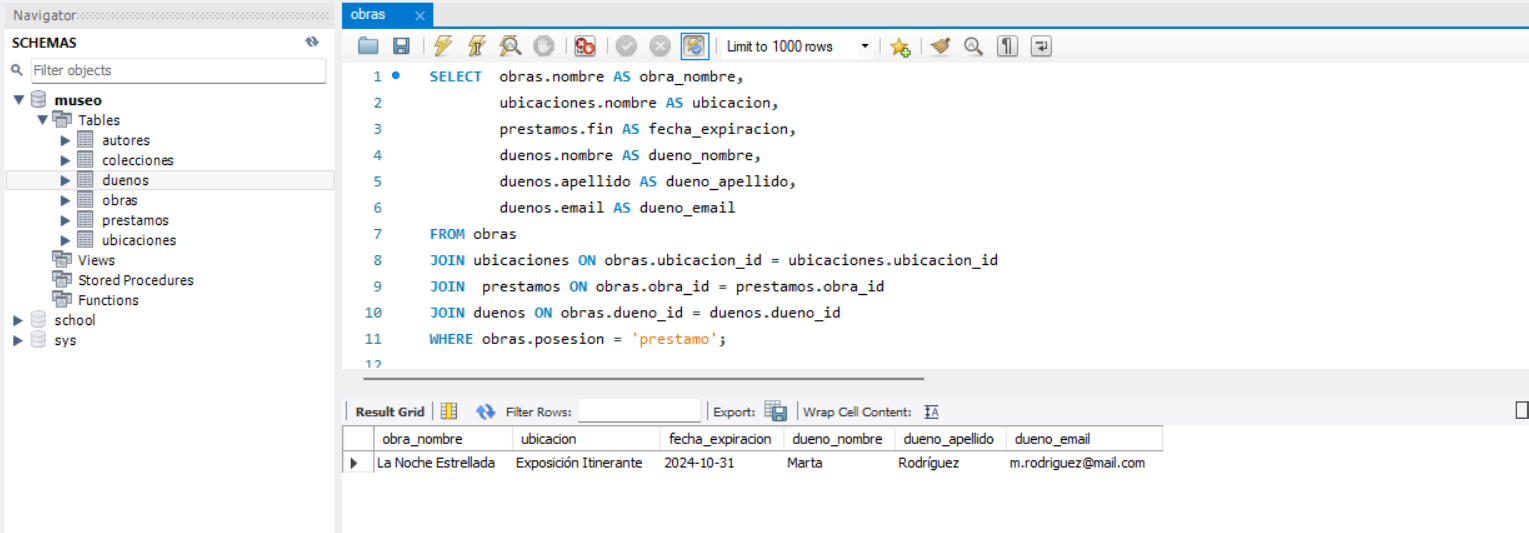 Navigator
SCHEMAS
Filter objects
museo
Tables
autores
colecciones
duenos
obras
prestamos
ubicaciones
Views
Stored Procedures
Functions
school
sys
obras
Limit to 1000 rows
1 SELECT obras.nombre AS obra_nombre,
2 ubicaciones.nombre AS ubicacion,
3 prestamos.fin AS fecha_expiracion,
4 duenos.nombre AS dueno_nombre,
5 duenos.apellido AS dueno_apellido,
6 duenos.email AS dueno_email
7 FROM obras
8 JOIN ubicaciones ON obras.ubicacion_id = ubicaciones.ubicacion_id
9 JOIN prestamos ON obras.obra_id = prestamos.obra_id
10 JOIN duenos ON obras.dueno_id = duenos.dueno_id
11 WHERE obras.posesion = 'prestamo';
12
Result Grid Filter Rows: Export: Wrap Cell Content:
obra_nombre ubicacion fecha_expiracion dueno_nombre dueno_apellido dueno_email
La Noche Estrellada Exposición Itinerante 2024-10-31 Marta Rodríguez m.rodriguez@mail.com